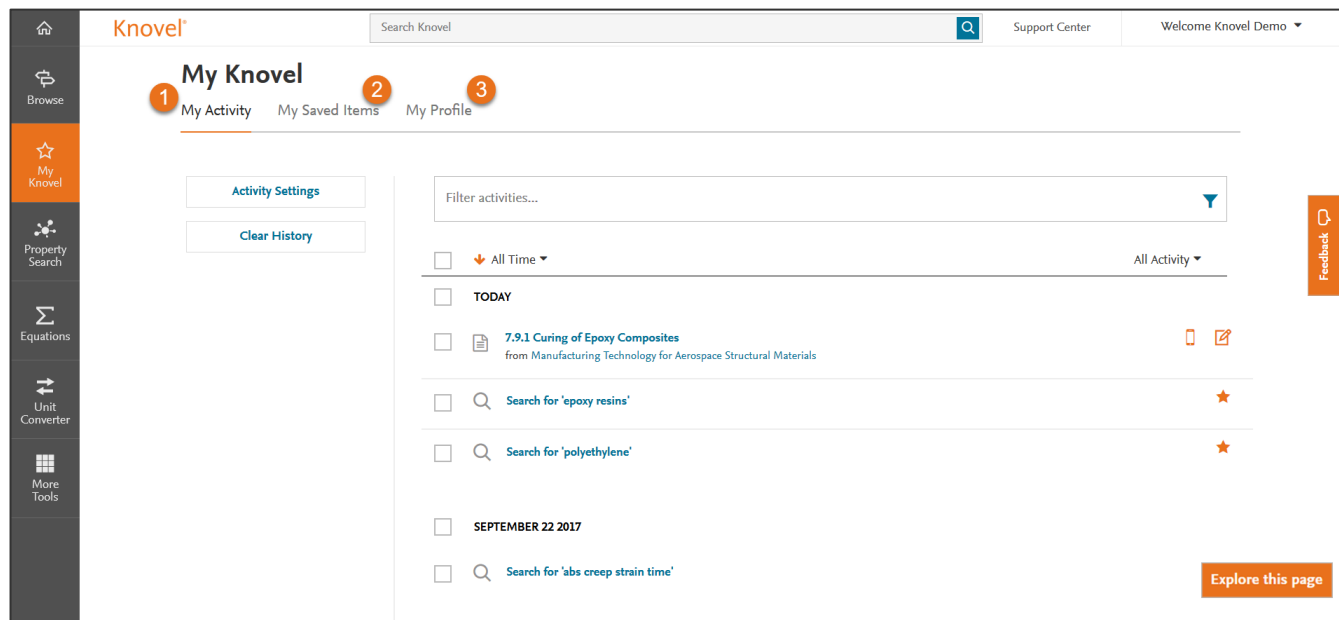 Knovel®
Search Knovel
Support Center
Welcome Knovel Demo
Browse
My
Knovel
Property
Search
Equations
Unit
Converter
More
Tools
My Knovel
1
2
3
My Activity
My Saved Items
My Profile
Activity Settings
Clear History
Filter activities...
All Time
All Activity
TODAY
7.9.1 Curing of Epoxy Composites
from Manufacturing Technology for Aerospace Structural Materials
Search for 'epoxy resins'
Search for 'polyethylene'
SEPTEMBER 22 2017
Search for 'abs creep strain time'
Feedback
Explore this page